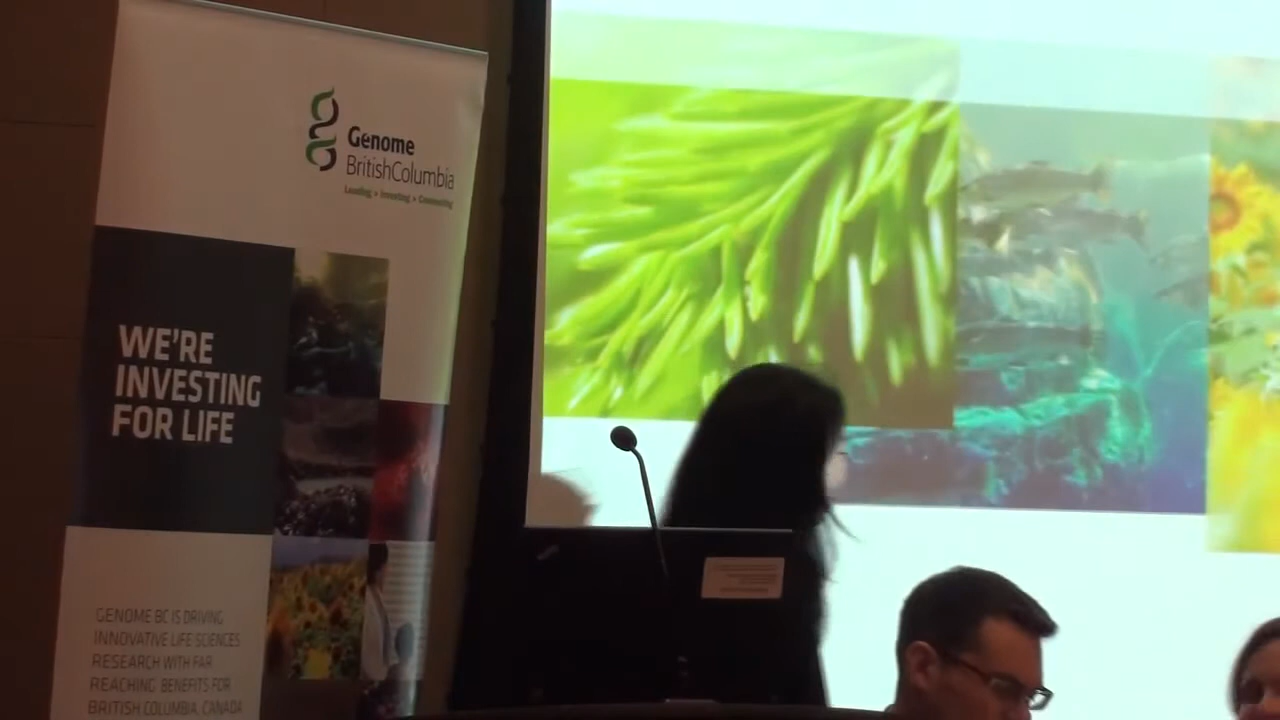 Genome
BritishColumbia
Leading • Investing • Connecting
WE'RE
INVESTING
FOR LIFE
GENOME BC IS DRIVING
INNOVATIVE LIFE SCIENCES
RESEARCH WITH FAR
REACHING BENEFITS FOR
BRITISH COLUMBIA, CANADA